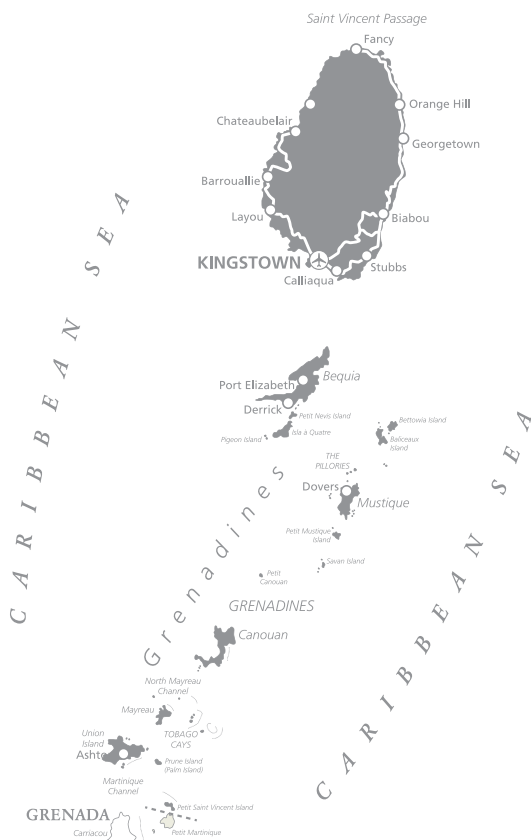 Saint Vincent Passage
Fancy
Orange Hill
Chateaubelair
Georgetown
Barrouallie
Layou
Biabou
KINGSTOWN
Stubbs
Calliaqua
CARIBBEAN SEA
Bequia
Port Elizabeth
Derrick
Petit Nevis Island
Bettowia Island
Pigeon Island
Isla à Quatre
Baliceaux
Island
THE
PILLORIES
Dovers
Mustique
CARIBBEAN SEA
Grenadines
Petit Mustique
Island
Savan Island
Petit
Canouan
GRENADINES
Canouan
North Mayreau
Channel
Mayreau
Union
Island
TOBAGO
CAYS
Ashto
Prune Island
(Palm Island)
Martinique
Channel
Petit Saint Vincent Island
GRENADA
Carriacou
Petit Martinique